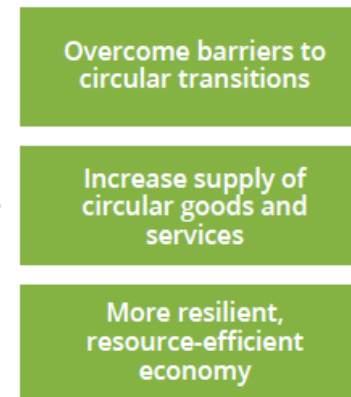 Overcome barriers to
circular transitions
Increase supply of
circular goods and
services
More resilient,
resource-efficient
economy